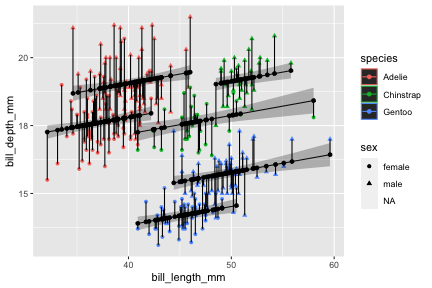 20
18
15
40
50
60
bill_length_mm
bill_depth_mm
species
Adelie
Chinstrap
Gentoo
sex
female
male
NA